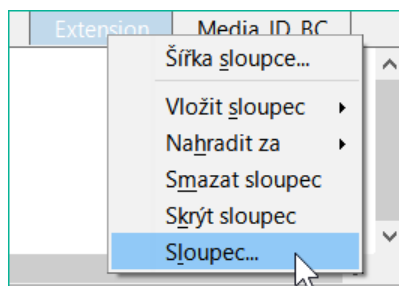 Extension Media_ID_BC
Šířka sloupce...
Vložit sloupec
Nahradit za
Smazat sloupec
Skrýt sloupec
Sloupec...